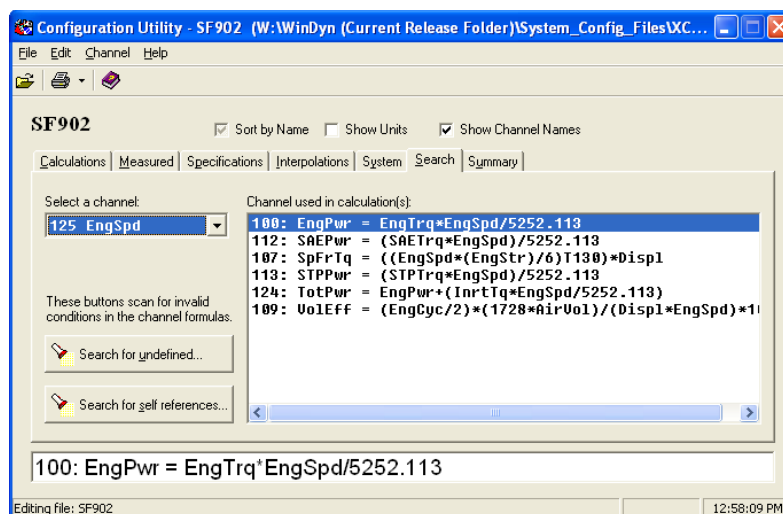 Configuration Utility - SF902 (W:\WinDyn (Current Release Folder)\System_Config_Files\XC...
File Edit Channel Help
SF902
Sort by Name Show Units Show Channel Names
Calculations Measured Specifications Interpolations System Search Summary
Select a channel:
125 EngSpd
Channel used in calculation(s):
100: EngPwr = EngTrq*EngSpd/5252.113
112: SAEPwr = (SAETrq*EngSpd)/5252.113
107: SpFrTq = ((EngSpd*(EngStr)/6)T130)*Displ
113: STPPwr = (STPTrq*EngSpd)/5252.113
124: TotPwr = EngPwr+(InrtTq*EngSpd/5252.113)
109: VolEff = (EngCyc/2)*(1728*AirVol)/(Displ*EngSpd)*1
These buttons scan for invalid
conditions in the channel formulas.
Search for undefined...
Search for self references...
100: EngPwr = EngTrq*EngSpd/5252.113
Editing file: SF902
12:58:09 PM